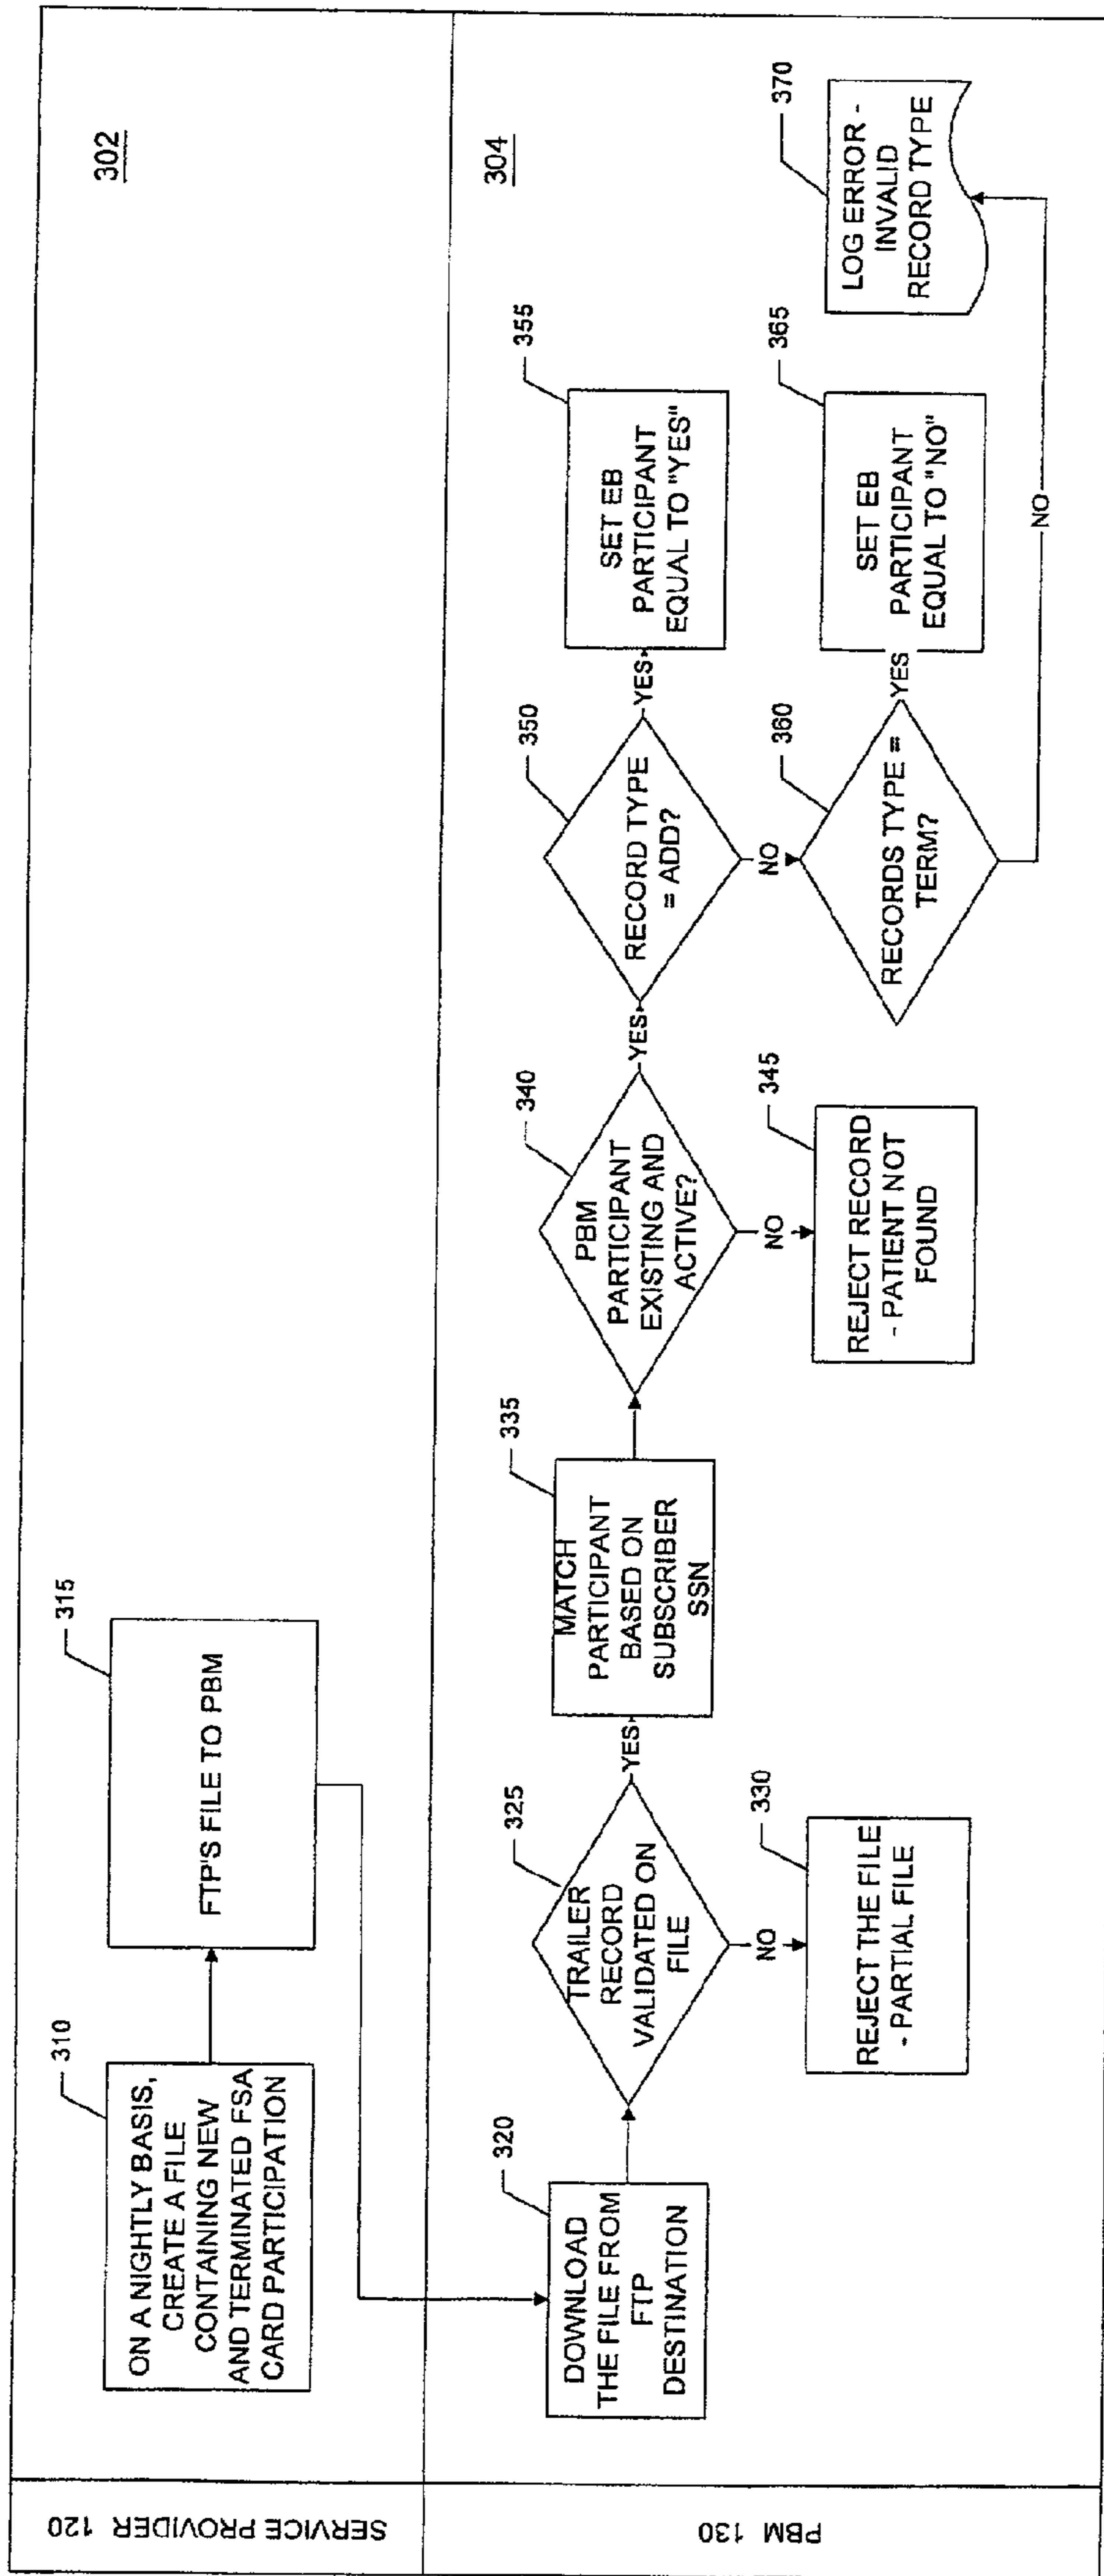 SERVICE PROVIDER 120
302
310
ON A NIGHTLY BASIS,
CREATE A FILE
CONTAINING NEW
AND TERMINATED FSA
CARD PARTICIPATION
315
FTP'S FILE TO PBM
PBM 130
304
320
DOWNLOAD
THE FILE FROM
FTP
DESTINATION
325
TRAILER
RECORD
VALIDATED ON
FILE
YES
NO
330
REJECT THE FILE
- PARTIAL FILE
335
MATCH
PARTICIPANT
BASED ON
SUBSCRIBER
SSN
340
PBM
PARTICIPANT
EXISTING AND
ACTIVE?
YES
NO
345
REJECT RECORD
- PATIENT NOT
FOUND
350
RECORD TYPE
= ADD?
YES
NO
355
SET EB
PARTICIPANT
EQUAL TO "YES"
360
RECORDS TYPE =
TERM?
YES
NO
365
SET EB
PARTICIPANT
EQUAL TO "NO"
370
LOG ERROR -
INVALID
RECORD TYPE